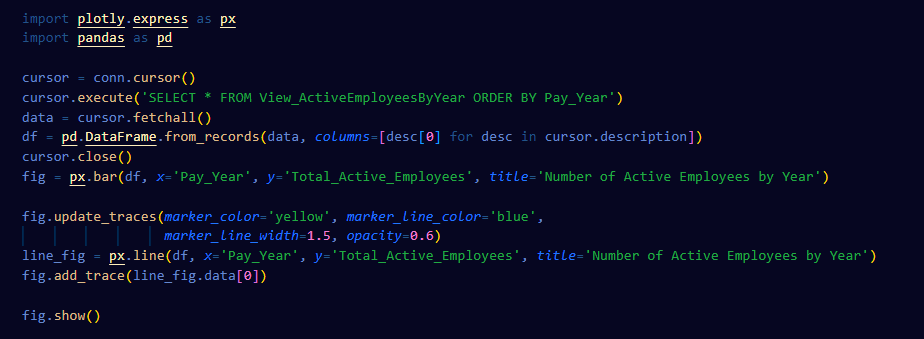 import plotly.express as px
import pandas as pd
cursor = conn.cursor()
cursor.execute('SELECT * FROM View_ActiveEmployeesByYear ORDER BY Pay_Year')
data = cursor.fetchall()
df = pd.DataFrame.from_records(data, columns=[desc[0] for desc in cursor.description])
cursor.close()
fig = px.bar(df, x='Pay_Year', y='Total_Active_Employees', title='Number of Active Employees by Year')
fig.update_traces(marker_color='yellow', marker_line_color='blue',
marker_line_width=1.5, opacity=0.6)
line_fig = px.line(df, x='Pay_Year', y='Total_Active_Employees', title='Number of Active Employees by Year')
fig.add_trace(line_fig.data[0])
fig.show()